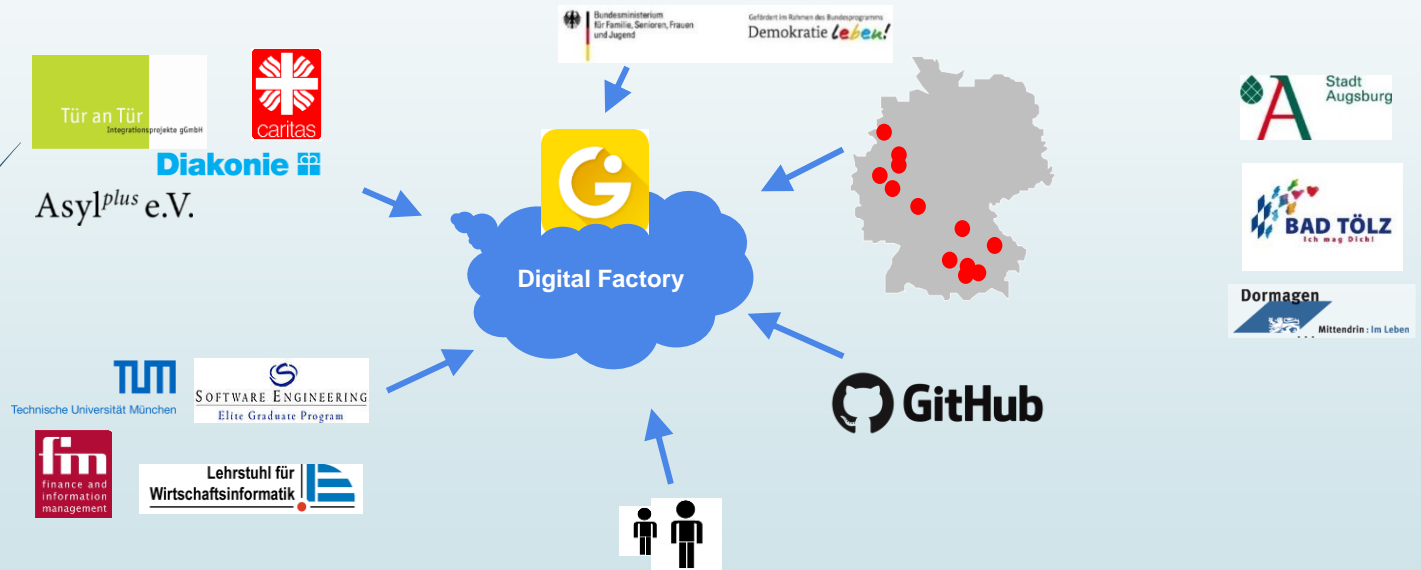 Bundesministerium
für Familie, Senioren, Frauen
und Jugend
Gefördert im Rahmen des Bundesprogramms
Demokratie leben!
Tür an Tür
Integrationsprojekte gGmbH
caritas
Diakonie
Asylplus e.V.
Digital Factory
Stadt
Augsburg
A
BAD TÖLZ
Ich mag Dich!
Dormagen
Mittendrin : Im Leben
...
TUM
Technische Universität München
SOFTWARE ENGINEERING
Elite Graduate Program
GitHub
fim
finance and
information
management
Lehrstuhl für
Wirtschaftsinformatik